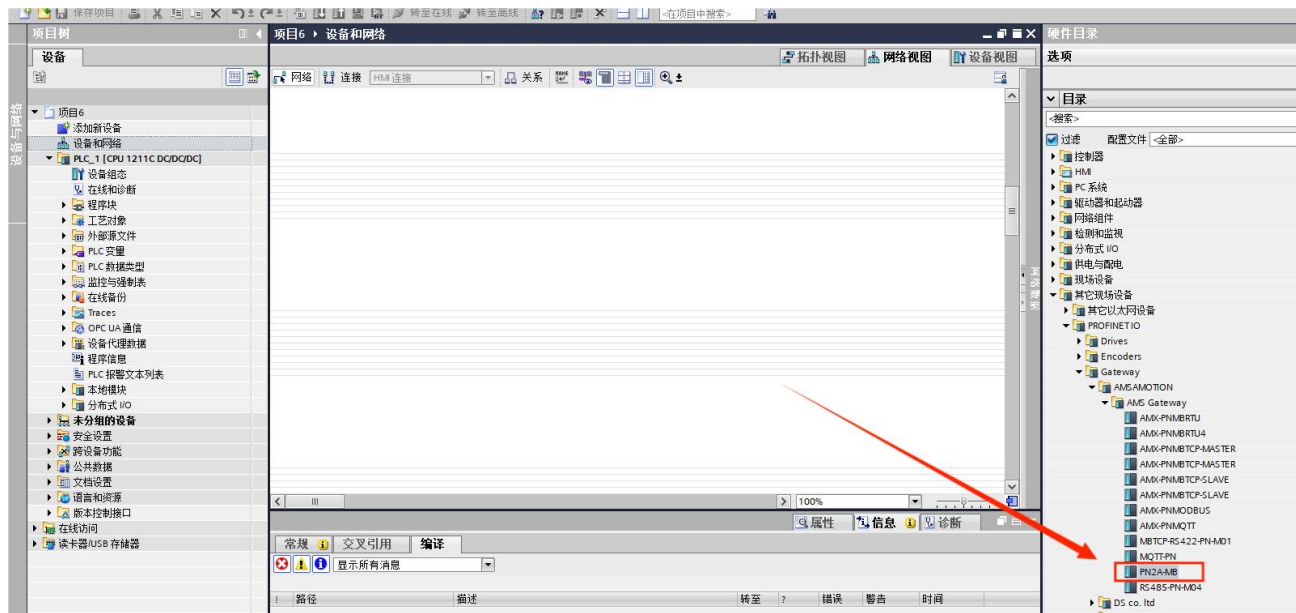 保存项目
转至在线
转至离线
<在项目中搜索>
项目树
设备
设备与网络
项目6
添加新设备
设备和网络
PLC_1 [CPU 1211C DC/DC/DC]
设备组态
在线和诊断
程序块
工艺对象
外部源文件
PLC 变量
PLC 数据类型
监控与强制表
在线备份
Traces
OPC UA 通信
设备代理数据
程序信息
PLC 报警文本列表
本地模块
分布式 I/O
未分组的设备
安全设置
跨设备功能
公共数据
文档设置
语言和资源
版本控制接口
在线访问
读卡器/USB 存储器
项目6 ▸ 设备和网络
拓扑视图
网络视图
设备视图
网络
连接
HMI 连接
关系
网络数据
100%
属性
信息
诊断
常规
交叉引用
编译
显示所有消息
!
路径
描述
转至
?
错误
警告
时间
硬件目录
选项
目录
<搜索>
过滤
配置文件
<全部>
控制器
HMI
PC 系统
驱动器和起动器
网络组件
检测和监视
分布式 I/O
供电与配电
现场设备
其它现场设备
其它以太网设备
PROFINET IO
Drives
Encoders
Gateway
AMSAMOTION
AMS Gateway
AMX-PNMBRTU
AMX-PNMBRTU4
AMX-PNMBTCP-MASTER
AMX-PNMBTCP-MASTER
AMX-PNMBTCP-SLAVE
AMX-PNMBTCP-SLAVE
AMX-PNMODBUS
AMX-PNMQTT
MBTCP-RS422-PN-M01
MQTT-PN
PN2A-MB
RS485-PN-M04
DS co. ltd